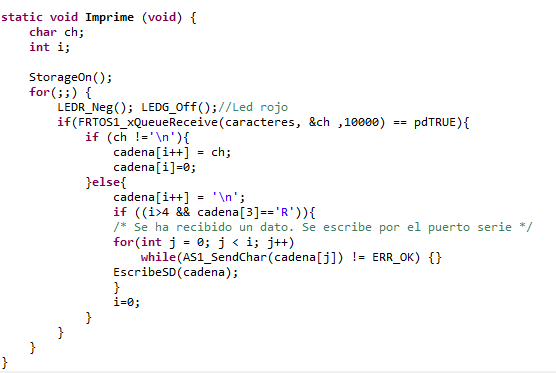 static void Imprime (void) {
    char ch;
    int i;

    StorageOn();
    for(;;) {
        LEDR_Neg(); LEDG_Off();//Led rojo
        if(FRTOS1_xQueueReceive(caracteres, &ch ,10000) == pdTRUE){
            if (ch !='\n'){
                cadena[i++] = ch;
                cadena[i]=0;
            }else{
                cadena[i++] = '\n';
                if ((i>4 && cadena[3]=='R')){
                /* Se ha recibido un dato. Se escribe por el puerto serie */
                for(int j = 0; j < i; j++)
                    while(AS1_SendChar(cadena[j]) != ERR_OK) {}
                EscribeSD(cadena);
                }
                i=0;
            }
        }
    }
}